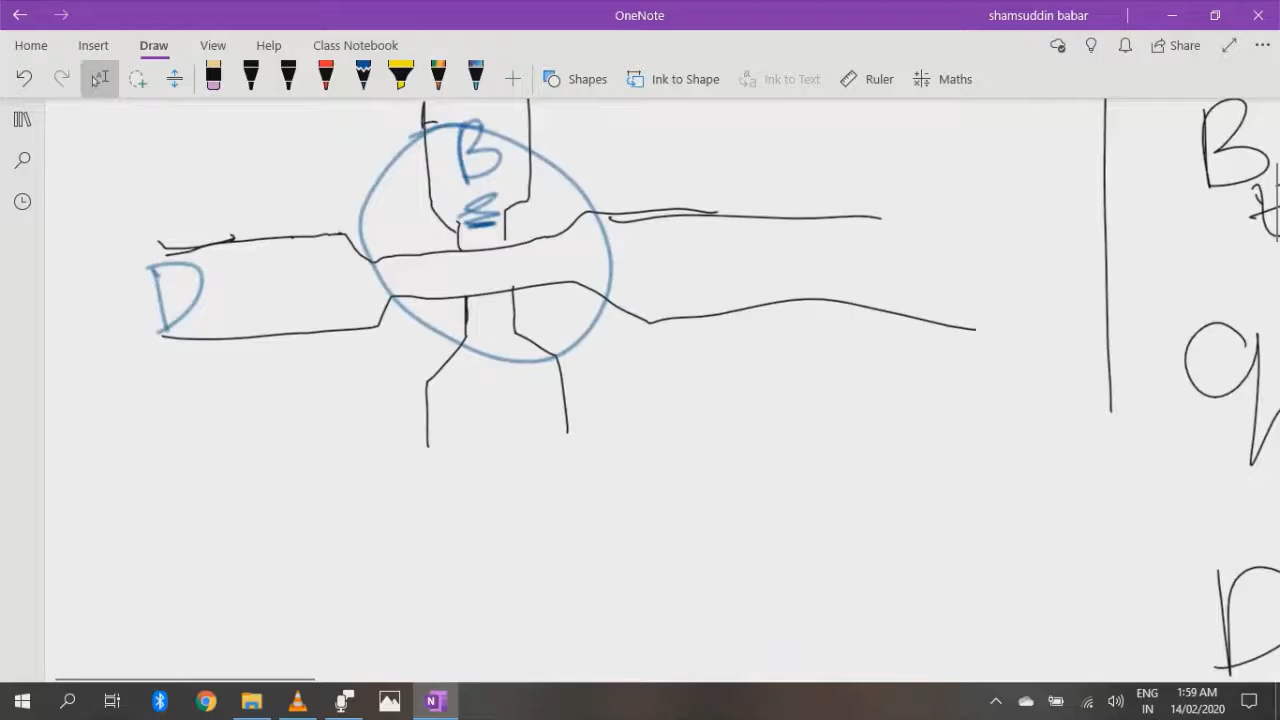 OneNote
shamsuddin babar
Home Insert Draw View Help Class Notebook
Share
Shapes Ink to Shape Ink to Text Ruler Maths
B
B
D
q
D
ENG
IN
1:59 AM
14/02/2020